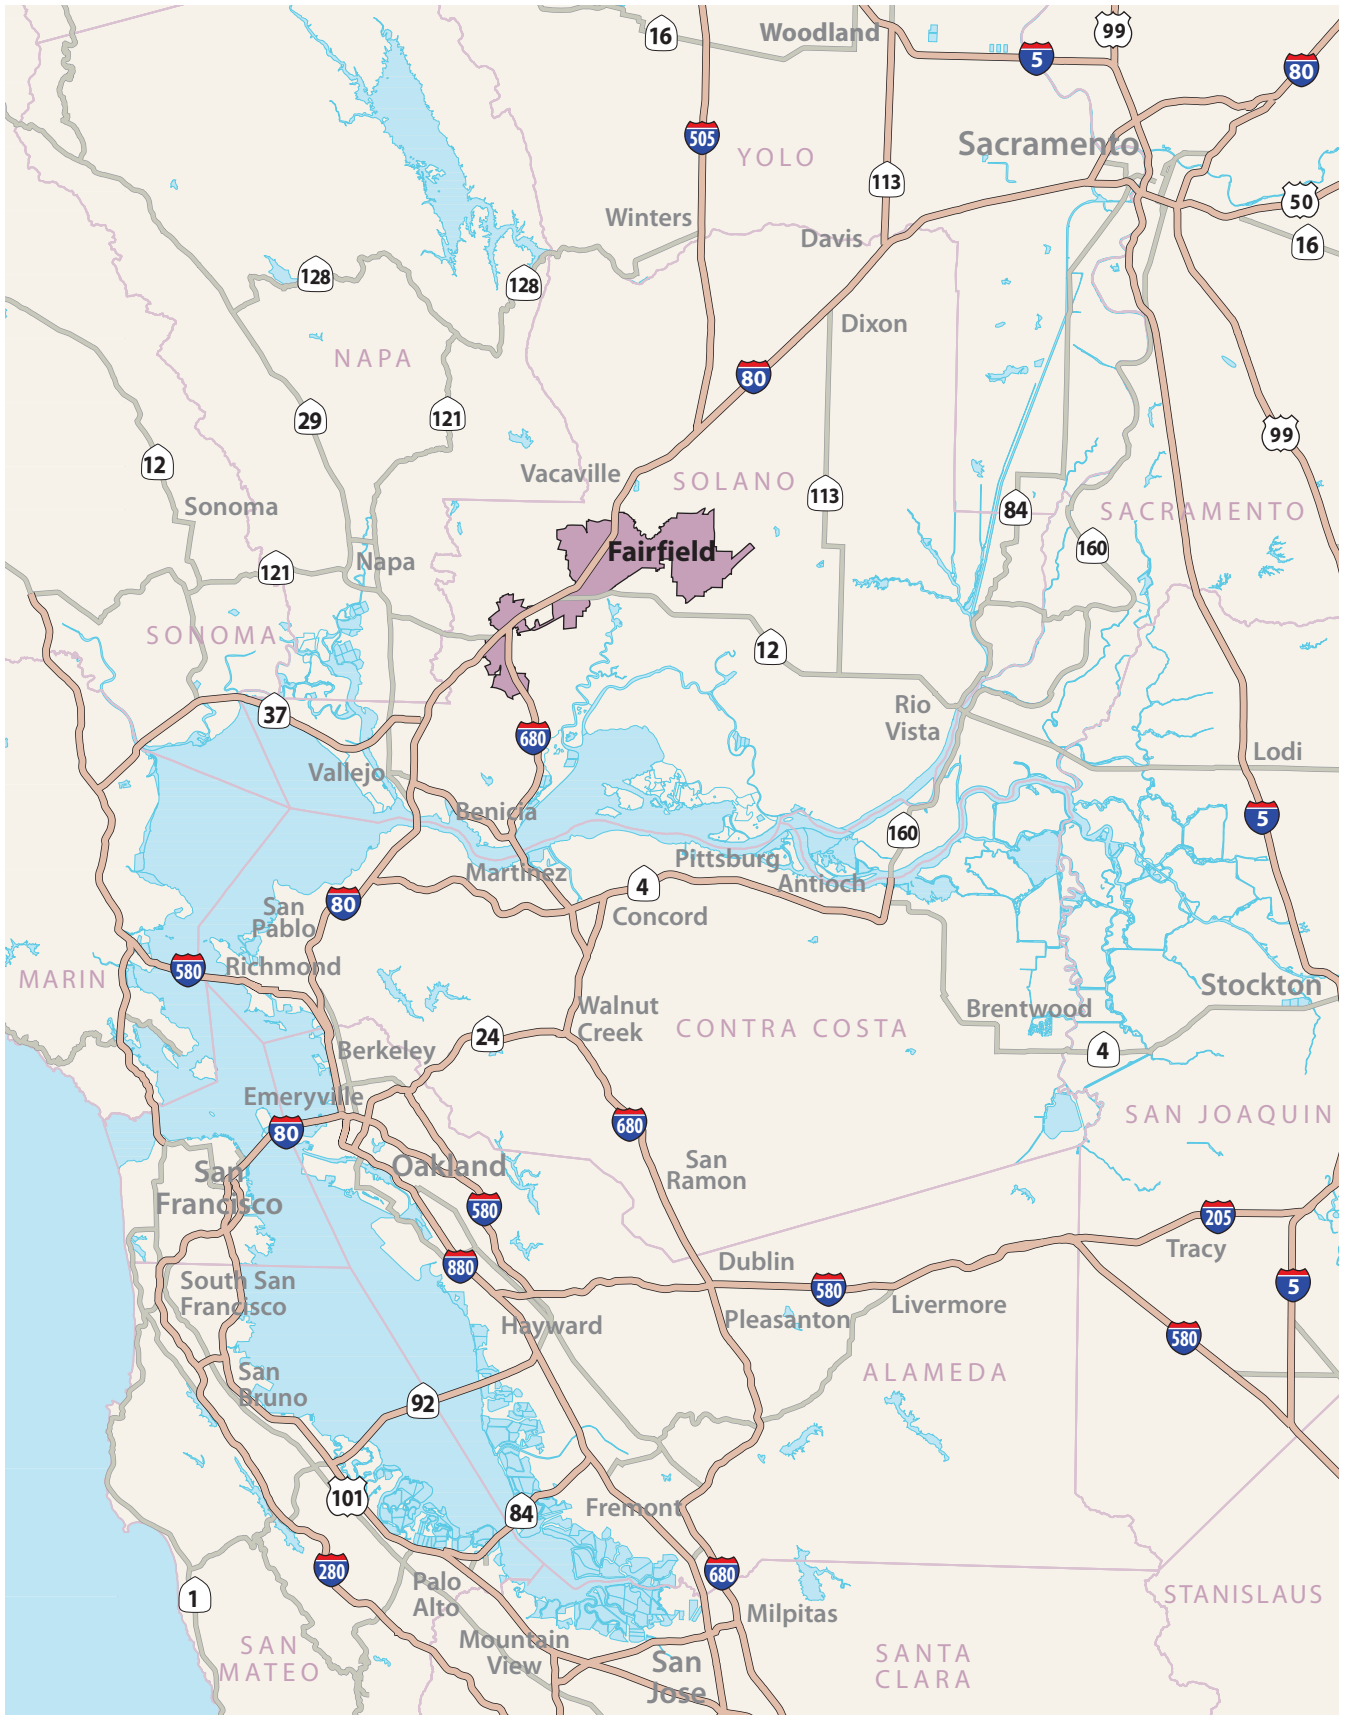 16
Woodland
99
5
80
505
YOLO
Sacramento
113
50
Winters
Davis
16
128
128
Dixon
NAPA
80
29
121
99
12
Vacaville
SOLANO
113
Sonoma
84
SACRAMENTO
Fairfield
160
121
Napa
SONOMA
12
37
Rio
Vista
680
Lodi
Vallejo
Benicia
5
160
Pittsburg
Martinez
Antioch
4
80
San
Pablo
Concord
580
Richmond
MARIN
Stockton
Walnut
Creek
Brentwood
24
CONTRA COSTA
Berkeley
4
Emeryville
80
680
SAN JOAQUIN
San
Francisco
Oakland
San
Ramon
580
205
Tracy
880
Dublin
580
5
South San
Francisco
Livermore
Pleasanton
Hayward
580
San
Bruno
ALAMEDA
92
101
84
Fremont
280
680
Palo
Alto
1
STANISLAUS
Milpitas
SAN
MATEO
Mountain
View
San
Jose
SANTA
CLARA